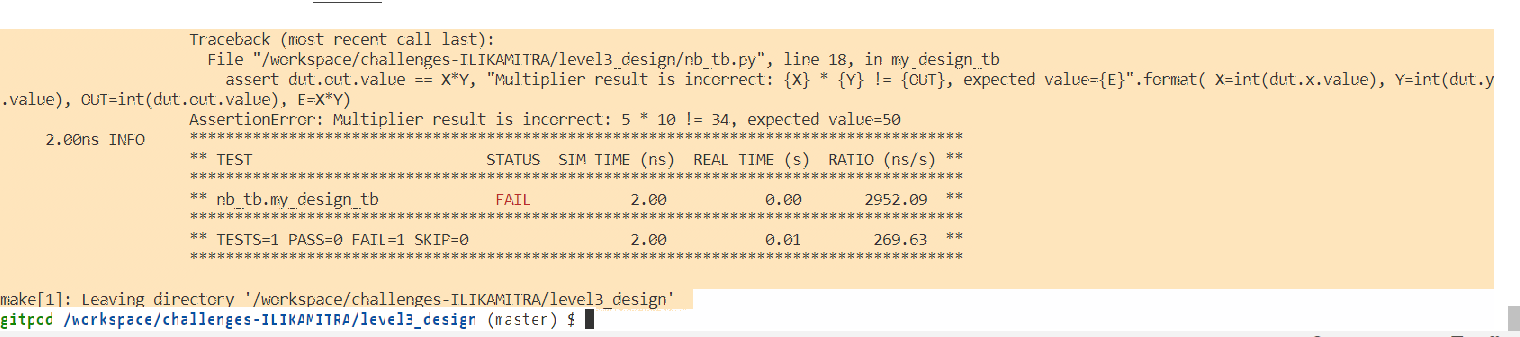 Traceback (most recent call last):
File "/workspace/challenges-ILIKAMITRA/level3_design/nb_tb.py", line 18, in my_design_tb
assert dut.out.value == X*Y, "Multiplier result is incorrect: {X} * {Y} != {OUT}, expected value={E}".format( X=int(dut.x.value), Y=int(dut.y
.value), OUT=int(dut.out.value), E=X*Y)
AssertionError: Multiplier result is incorrect: 5 * 10 != 34, expected value=50
2.00ns INFO **************************************************************************************
** TEST STATUS SIM TIME (ns) REAL TIME (s) RATIO (ns/s) **
**************************************************************************************
** nb_tb.my_design_tb FAIL 2.00 0.00 2952.09 **
**************************************************************************************
** TESTS=1 PASS=0 FAIL=1 SKIP=0 2.00 0.01 269.63 **
**************************************************************************************
make[1]: Leaving directory '/workspace/challenges-ILIKAMITRA/level3_design'
gitpod /workspace/challenges-ILIKAMITRA/level3_design (master) $